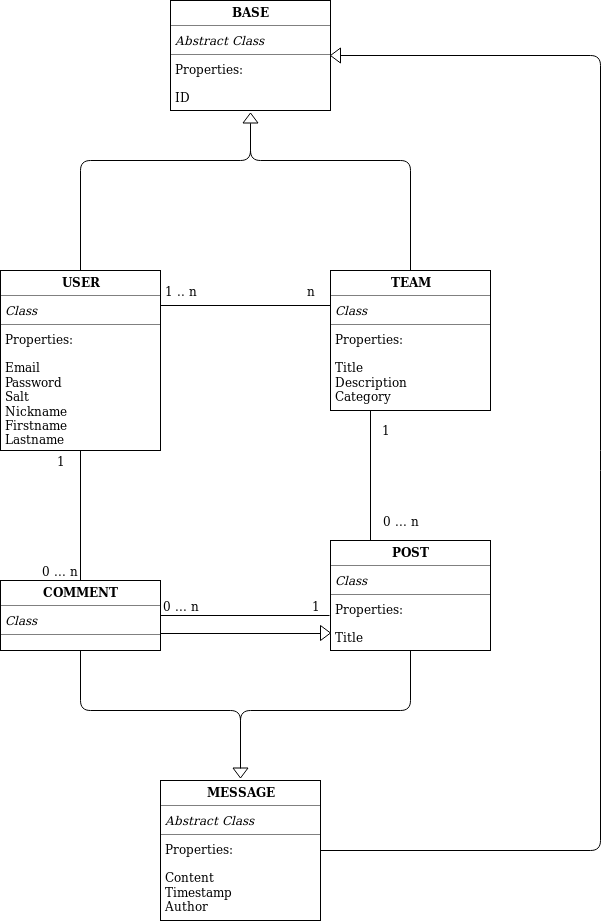 BASE
Abstract Class
Properties:
ID
USER
Class
Properties:
Email
Password
Salt
Nickname
Firstname
Lastname
1 .. n
n
TEAM
Class
Properties:
Title
Description
Category
1
1
0 ... n
0 ... n
COMMENT
Class
0 ... n
1
POST
Class
Properties:
Title
MESSAGE
Abstract Class
Properties:
Content
Timestamp
Author